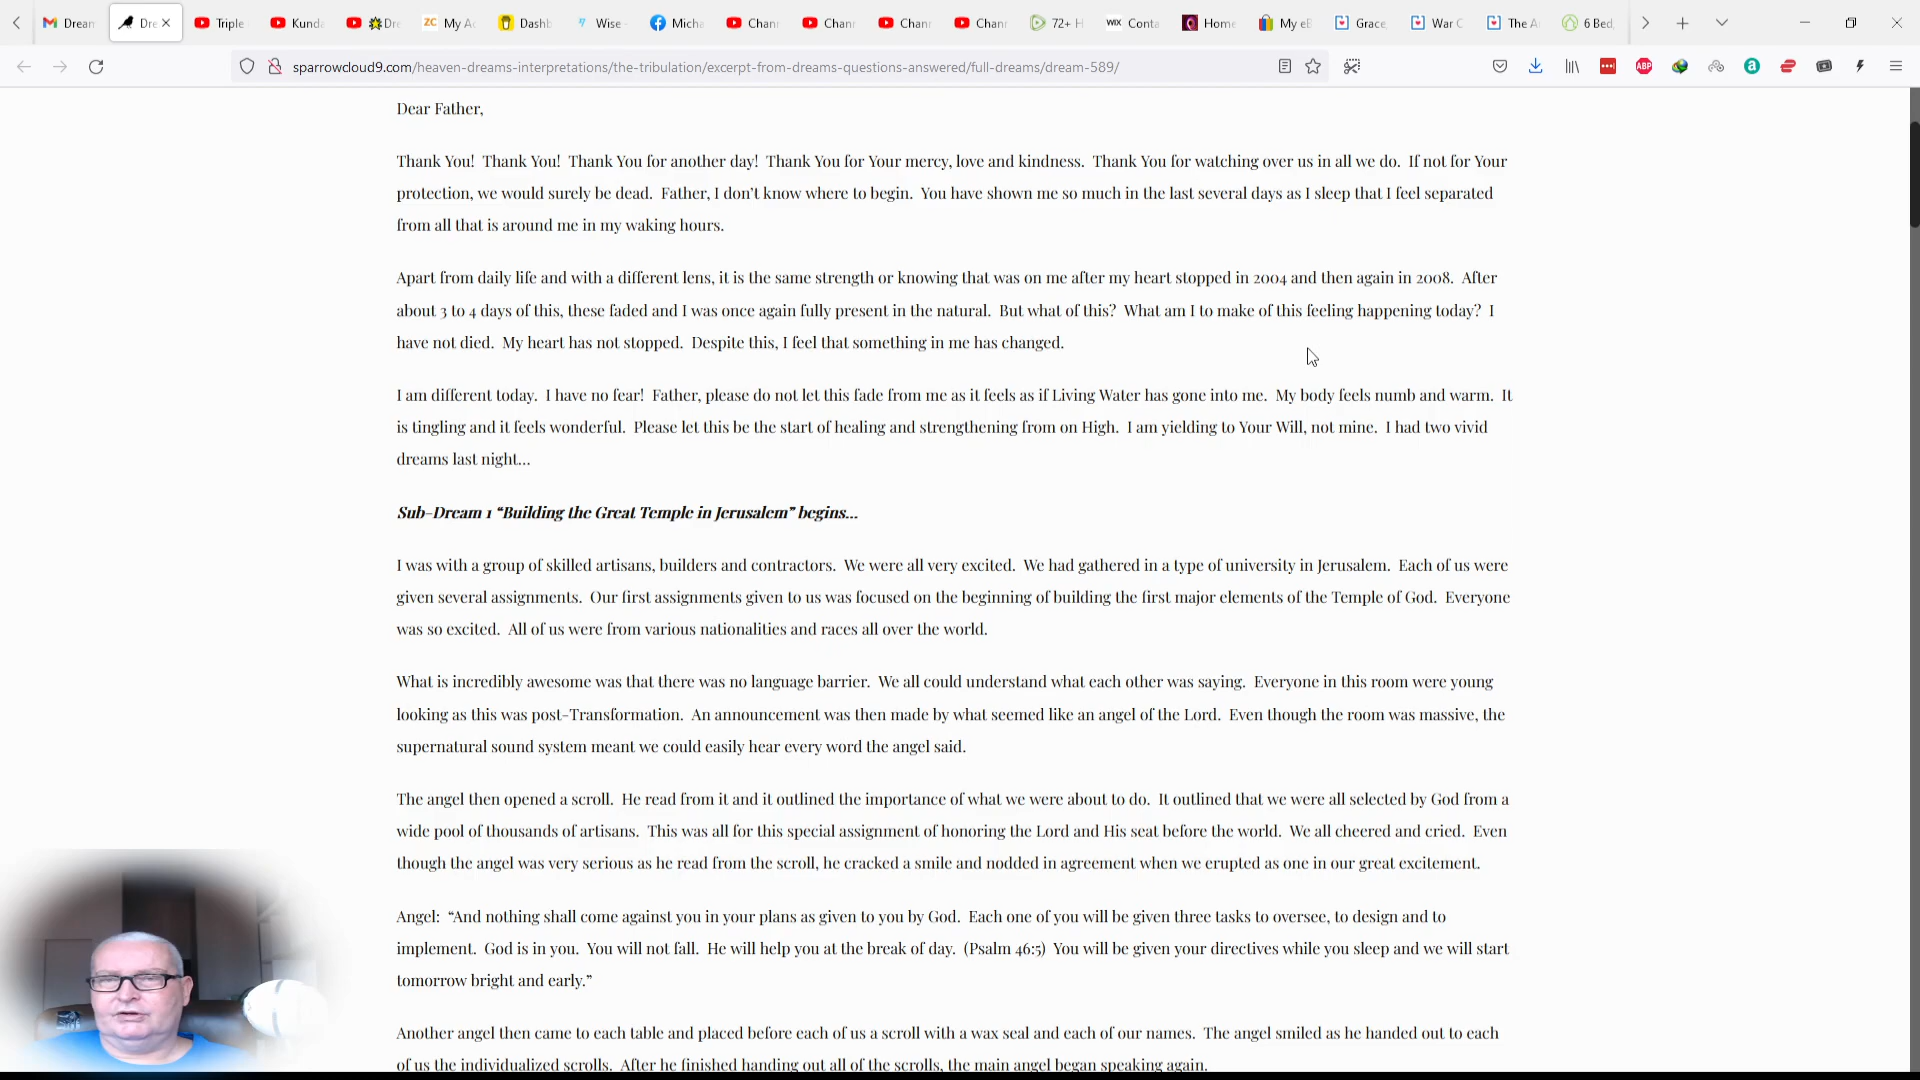 Dream
Dre
Triple
Kunda
Dre
My Ac
Dashb
Wise
Micha
Chann
Chann
Chann
Chann
72+ H
WIX Conta
Home
My eB
Grace,
War C
The A
6 Bed,
sparrowcloud9.com/heaven-dreams-interpretations/the-tribulation/excerpt-from-dreams-questions-answered/full-dreams/dream-589/
Dear Father,
Thank You!  Thank You!  Thank You for another day!  Thank You for Your mercy, love and kindness.  Thank You for watching over us in all we do.  If not for Your
protection, we would surely be dead.  Father, I don’t know where to begin.  You have shown me so much in the last several days as I sleep that I feel separated
from all that is around me in my waking hours.
Apart from daily life and with a different lens, it is the same strength or knowing that was on me after my heart stopped in 2004 and then again in 2008.  After
about 3 to 4 days of this, these faded and I was once again fully present in the natural.  But what of this?  What am I to make of this feeling happening today?  I
have not died.  My heart has not stopped.  Despite this, I feel that something in me has changed.
I am different today.  I have no fear!  Father, please do not let this fade from me as it feels as if Living Water has gone into me.  My body feels numb and warm.  It
is tingling and it feels wonderful.  Please let this be the start of healing and strengthening from on High.  I am yielding to Your Will, not mine.  I had two vivid
dreams last night…
Sub-Dream 1 “Building the Great Temple in Jerusalem” begins…
I was with a group of skilled artisans, builders and contractors.  We were all very excited.  We had gathered in a type of university in Jerusalem.  Each of us were
given several assignments.  Our first assignments given to us was focused on the beginning of building the first major elements of the Temple of God.  Everyone
was so excited.  All of us were from various nationalities and races all over the world.
What is incredibly awesome was that there was no language barrier.  We all could understand what each other was saying.  Everyone in this room were young
looking as this was post-Transformation.  An announcement was then made by what seemed like an angel of the Lord.  Even though the room was massive, the
supernatural sound system meant we could easily hear every word the angel said.
The angel then opened a scroll.  He read from it and it outlined the importance of what we were about to do.  It outlined that we were all selected by God from a
wide pool of thousands of artisans.  This was all for this special assignment of honoring the Lord and His seat before the world.  We all cheered and cried.  Even
though the angel was very serious as he read from the scroll, he cracked a smile and nodded in agreement when we erupted as one in our great excitement.
Angel:  “And nothing shall come against you in your plans as given to you by God.  Each one of you will be given three tasks to oversee, to design and to
implement.  God is in you.  You will not fall.  He will help you at the break of day.  (Psalm 46:5)  You will be given your directives while you sleep and we will start
tomorrow bright and early.”
Another angel then came to each table and placed before each of us a scroll with a wax seal and each of our names.  The angel smiled as he handed out to each
of us the individualized scrolls.  After he finished handing out all of the scrolls, the main angel began speaking again.